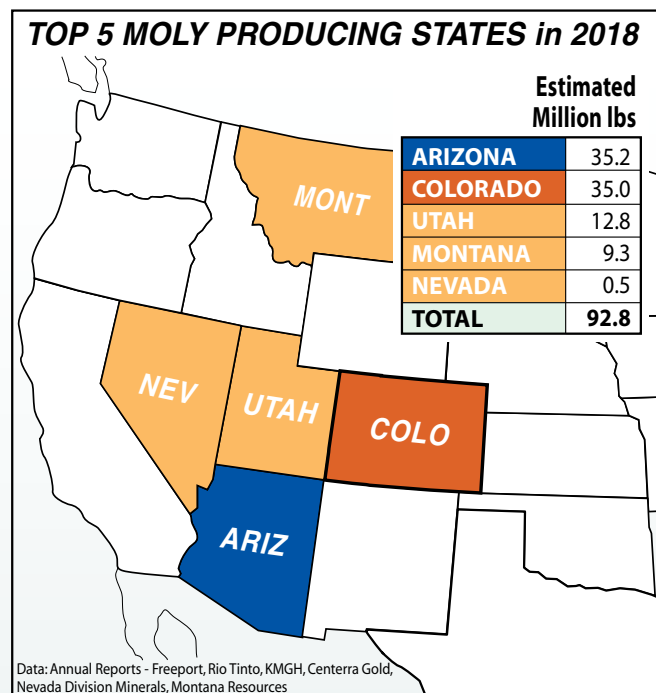 TOP 5 MOLY PRODUCING STATES in 2018
Estimated
Million lbs
ARIZONA 35.2
COLORADO 35.0
UTAH 12.8
MONTANA 9.3
NEVADA 0.5
TOTAL 92.8
MONT
NEV
UTAH
COLO
ARIZ
Data: Annual Reports - Freeport, Rio Tinto, KMGH, Centerra Gold,
Nevada Division Minerals, Montana Resources